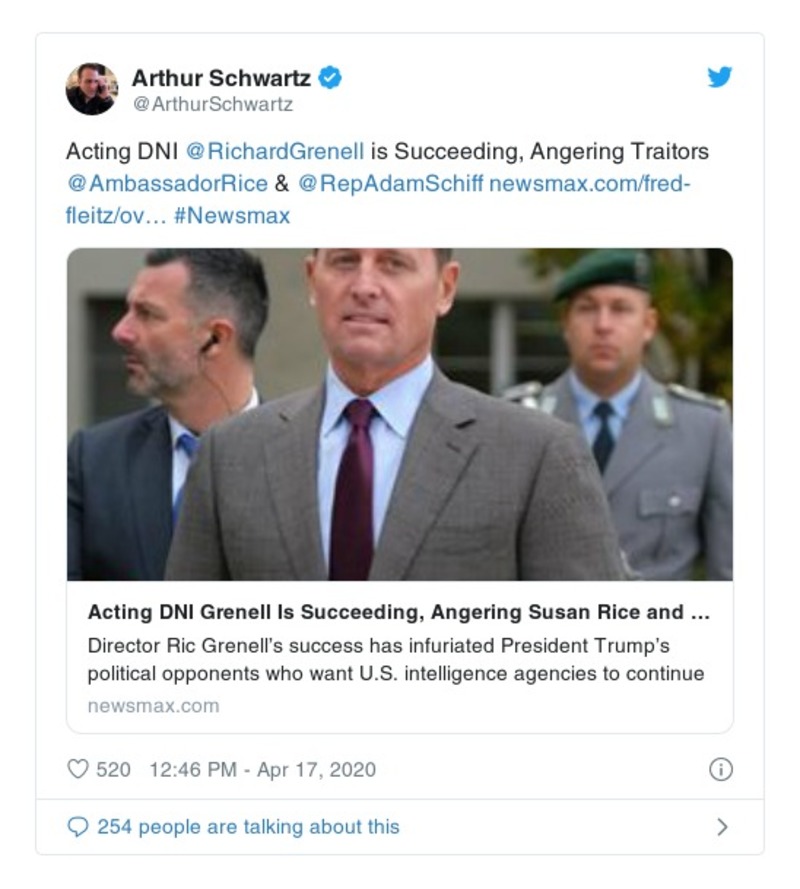 Arthur Schwartz
@ArthurSchwartz
Acting DNI @RichardGrenell is Succeeding, Angering Traitors
@AmbassadorRice & @RepAdamSchiff newsmax.com/fred-
fleitz/ov… #Newsmax
Acting DNI Grenell Is Succeeding, Angering Susan Rice and ...
Director Ric Grenell's success has infuriated President Trump's
political opponents who want U.S. intelligence agencies to continue
newsmax.com
520 12:46 PM - Apr 17, 2020
254 people are talking about this